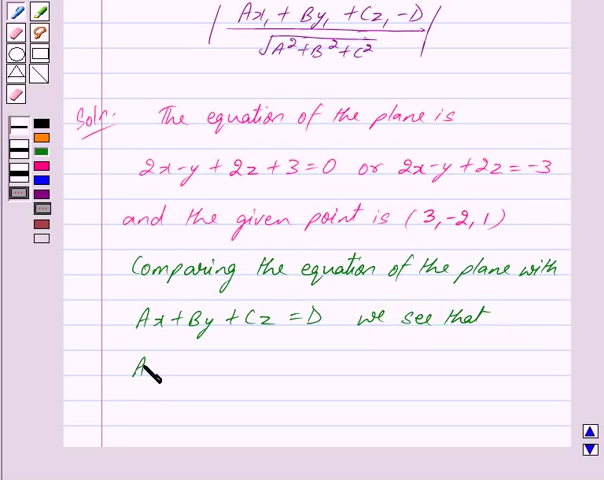 | Ax₁ + By₁ + Cz₁ - D / √A²+B²+C² |
Soln: The equation of the plane is
2x-y+2z+3=0 or 2x-y+2z=-3
and the given point is (3,-2,1)
Comparing the equation of the plane with
Ax+By+Cz=D we see that
A